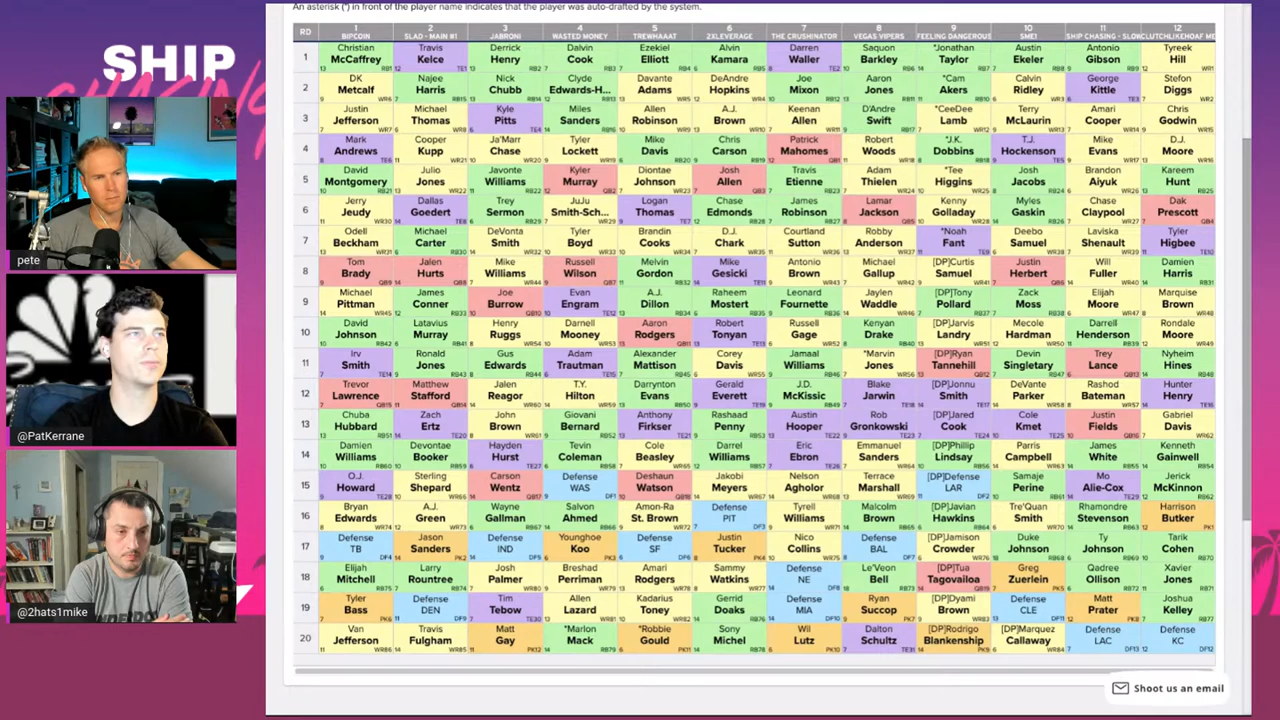 An asterisk (*) in front of the player name indicates that the player was auto-drafted by the system.
SHIP
CHASING
pete
@PatKerrane
@2hats1mike
RD 1 2 3 4 5 6 7 8 9 10 11 12
BIPCOIN SLAD - MAIN #1 JABRONI WASTED MONEY TREWHAAAT 2XLEVERAGE THE CRUSHINATOR VEGAS VIPERS FEELING DANGEROUS SMEI SHIP CHASING - SLOW CLUTCHLIKEHOAF ME
1 Christian McCaffrey Travis Kelce Derrick Henry Dalvin Cook Ezekiel Elliott Alvin Kamara Darren Waller Saquon Barkley *Jonathan Taylor Austin Ekeler Antonio Gibson Tyreek Hill
2 DK Metcalf Najee Harris Nick Chubb Clyde Edwards-H... Davante Adams DeAndre Hopkins Joe Mixon Aaron Jones *Cam Akers Calvin Ridley George Kittle Stefon Diggs
3 Justin Jefferson Michael Thomas Kyle Pitts Miles Sanders Allen Robinson A.J. Brown Keenan Allen D'Andre Swift *CeeDee Lamb Terry McLaurin Amari Cooper Chris Godwin
4 Mark Andrews Cooper Kupp Ja'Marr Chase Tyler Lockett Mike Davis Chris Carson Patrick Mahomes Robert Woods *J.K. Dobbins T.J. Hockenson Mike Evans D.J. Moore
5 David Montgomery Julio Jones Javonte Williams Kyler Murray Diontae Johnson Josh Allen Travis Etienne Adam Thielen *Tee Higgins Josh Jacobs Brandon Aiyuk Kareem Hunt
6 Jerry Jeudy Dallas Goedert Trey Sermon JuJu Smith-Sch... Logan Thomas Chase Edmonds James Robinson Lamar Jackson Kenny Golladay Myles Gaskin Chase Claypool Dak Prescott
7 Odell Beckham Michael Carter DeVonta Smith Tyler Boyd Brandin Cooks D.J. Chark Courtland Sutton Robby Anderson *Noah Fant Deebo Samuel Laviska Shenault Tyler Higbee
8 Tom Brady Jalen Hurts Mike Williams Russell Wilson Melvin Gordon Mike Gesicki Antonio Brown Michael Gallup [DP]Curtis Samuel Justin Herbert Will Fuller Damien Harris
9 Michael Pittman James Conner Joe Burrow Evan Engram A.J. Dillon Raheem Mostert Leonard Fournette Jaylen Waddle [DP]Tony Pollard Zack Moss Elijah Moore Marquise Brown
10 David Johnson Latavius Murray Henry Ruggs Darnell Mooney Aaron Rodgers Robert Tonyan Russell Gage Kenyan Drake [DP]Jarvis Landry Mecole Hardman Darrell Henderson Rondale Moore
11 Irv Smith Ronald Jones Gus Edwards Adam Trautman Alexander Mattison Corey Davis Jamaal Williams *Marvin Jones [DP]Ryan Tannehill Devin Singletary Trey Lance Nyheim Hines
12 Trevor Lawrence Matthew Stafford Jalen Reagor T.Y. Hilton Darrynton Evans Gerald Everett J.D. McKissic Blake Jarwin [DP]Jonnu Smith DeVante Parker Rashod Bateman Hunter Henry
13 Chuba Hubbard Zach Ertz John Brown Giovani Bernard Anthony Firkser Rashaad Penny Austin Hooper Rob Gronkowski [DP]Jared Cook Cole Kmet Justin Fields Gabriel Davis
14 Damien Williams Devontae Booker Hayden Hurst Tevin Coleman Cole Beasley Darrel Williams Eric Ebron Emmanuel Sanders [DP]Phillip Lindsay Parris Campbell James White Kenneth Gainwell
15 O.J. Howard Sterling Shepard Carson Wentz Defense WAS Deshaun Watson Jakobi Meyers Nelson Agholor Terrace Marshall [DP]Defense LAR Samaje Perine Mo Alie-Cox Jerick McKinnon
16 Bryan Edwards A.J. Green Wayne Gallman Salvon Ahmed Amon-Ra St. Brown Defense PIT Tyrell Williams Malcolm Brown [DP]Javian Hawkins Tre'Quan Smith Rhamondre Stevenson Harrison Butker
17 Defense TB Jason Sanders Defense IND Younghoe Koo Defense SF Justin Tucker Nico Collins Defense BAL [DP]Jamison Crowder Duke Johnson Ty Johnson Tarik Cohen
18 Elijah Mitchell Larry Rountree Josh Palmer Breshad Perriman Amari Rodgers Sammy Watkins Defense NE Le'Veon Bell [DP]Tua Tagovailoa Greg Zuerlein Qadree Ollison Xavier Jones
19 Tyler Bass Defense DEN Tim Tebow Allen Lazard Kadarius Toney Gerrid Doaks Defense MIA Ryan Succop [DP]Dyami Brown Defense CLE Matt Prater Joshua Kelley
20 Van Jefferson Travis Fulgham Matt Gay *Marlon Mack *Robbie Gould Sony Michel Wil Lutz Dalton Schultz [DP]Rodrigo Blankenship [DP]Marquez Callaway Defense LAC Defense KC
Shoot us an email